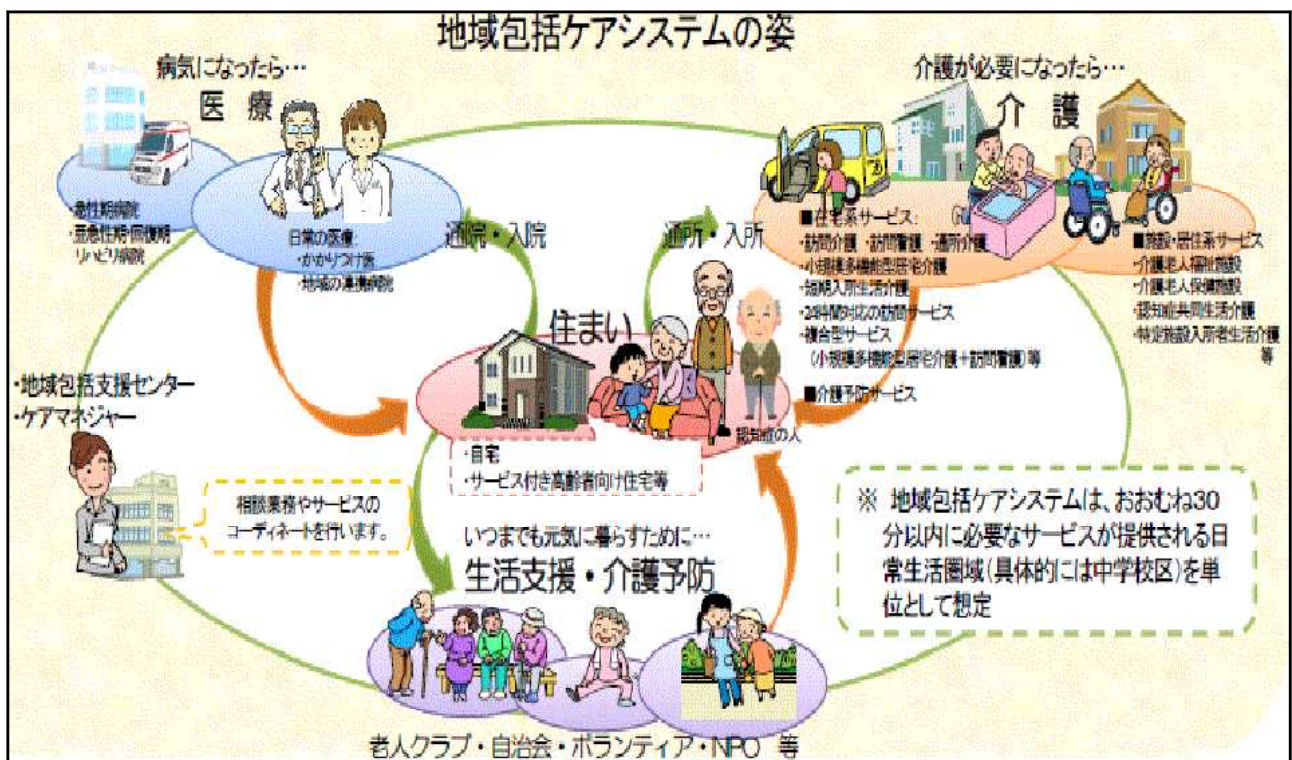 地域包括ケアシステムの姿
病気になったら…
医療
介護が必要になったら…
介護
・急性期病院
・亜急性期・回復期
リハビリ病院
日常の医療:
・かかりつけ医
・地域の連携病院
通院・入院
通所・入所
■在宅系サービス:
・訪問介護 ・訪問看護 ・通所介護
・小規模多機能型居宅介護
・短期入所生活介護
・24時間対応の訪問サービス
・複合型サービス
(小規模多機能型居宅介護+訪問看護)等
■介護予防サービス
■施設・居住系サービス
・介護老人福祉施設
・介護老人保健施設
・認知症共同生活介護
・特定施設入所者生活介護
等
住まい
認知症の人
・自宅
・サービス付き高齢者向け住宅等
・地域包括支援センター
・ケアマネジャー
相談業務やサービスの
コーディネートを行います。
いつまでも元気に暮らすために…
生活支援・介護予防
老人クラブ・自治会・ボランティア・NPO 等
※ 地域包括ケアシステムは、おおむね30
分以内に必要なサービスが提供される日
常生活圏域(具体的には中学校区)を単
位として想定